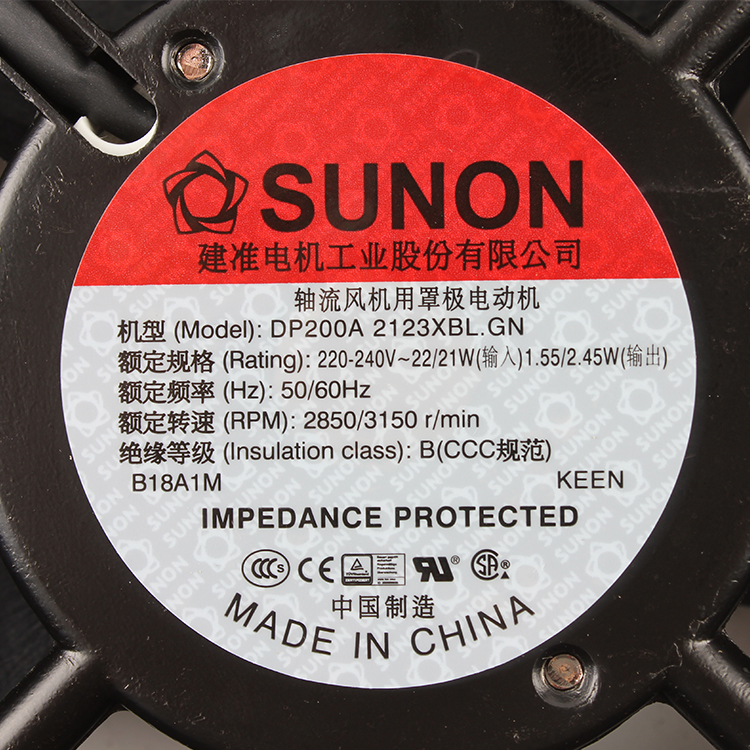 SUNON
建准电机工业股份有限公司
轴流风机用罩极电动机
机型 (Model): DP200A 2123XBL.GN
额定规格 (Rating): 220-240V~22/21W(输入)1.55/2.45W(输出)
额定频率 (Hz): 50/60Hz
额定转速 (RPM): 2850/3150 r/min
绝缘等级 (Insulation class): B(CCC规范)
B18A1M KEEN
IMPEDANCE PROTECTED
CCC S CE RU SA
中国制造
MADE IN CHINA